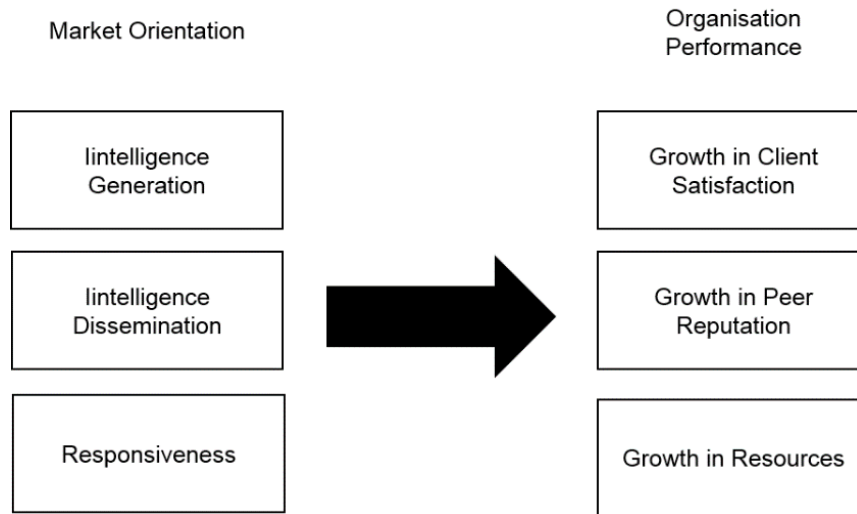 Market Orientation
Organisation
Performance
Iintelligence
Generation
Growth in Client
Satisfaction
Iintelligence
Dissemination
Growth in Peer
Reputation
Responsiveness
Growth in Resources